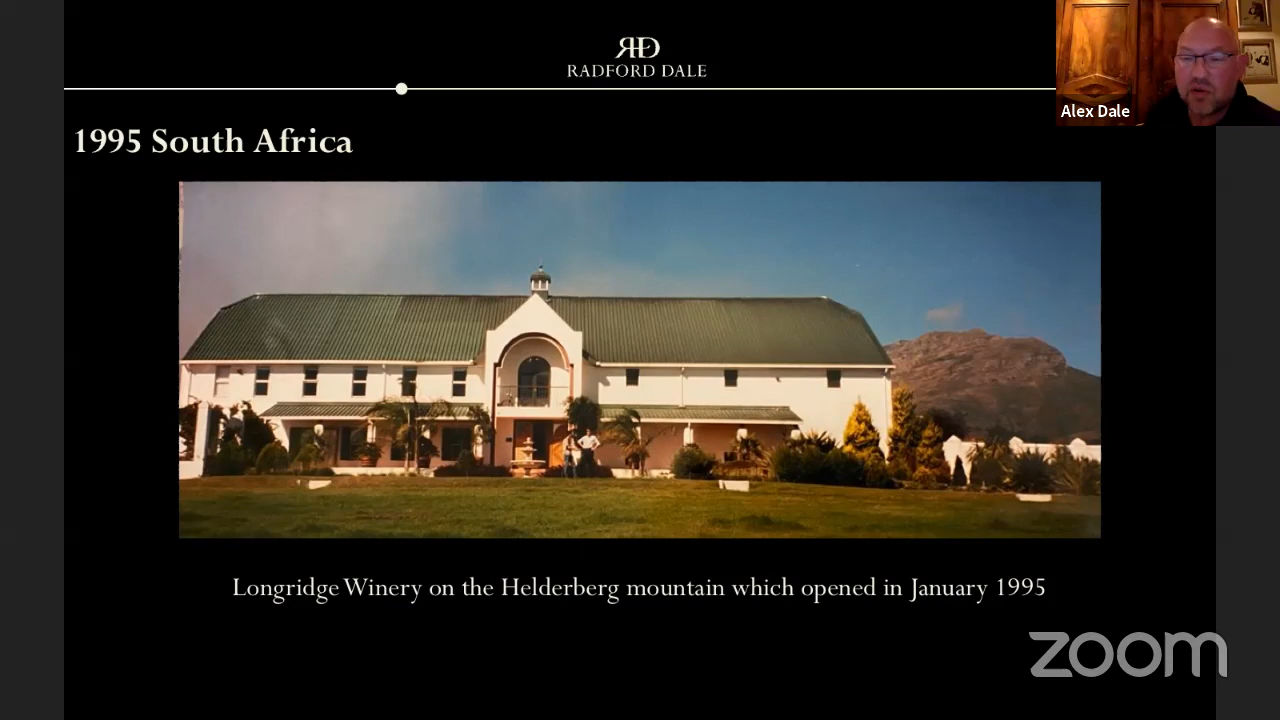 RD
RADFORD DALE
Alex Dale
1995 South Africa
Longridge Winery on the Helderberg mountain which opened in January 1995
zoom